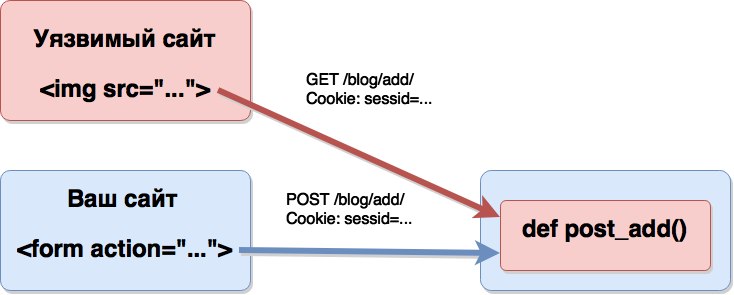 Уязвимый сайт
<img src="...">
GET /blog/add/
Cookie: sessid=...
Ваш сайт
<form action="...">
POST /blog/add/
Cookie: sessid=...
def post_add()